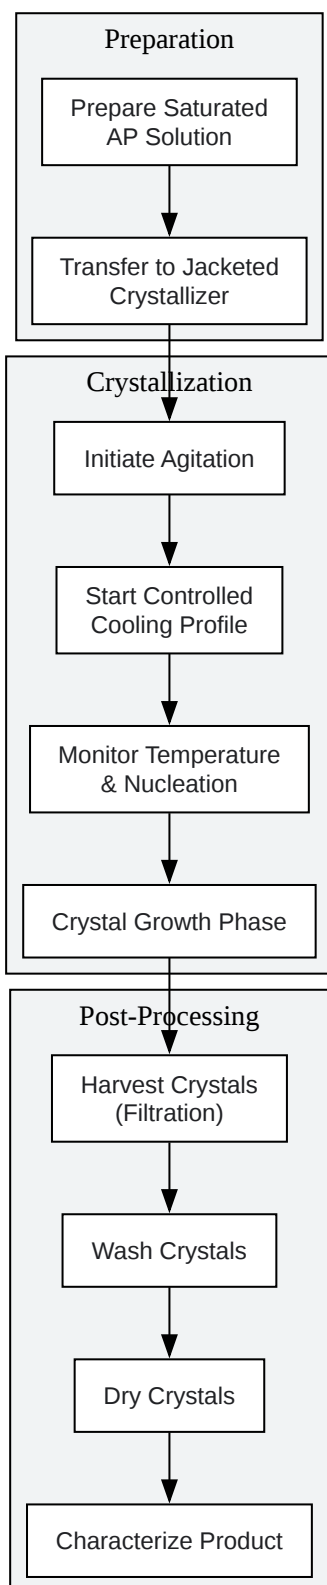 Preparation
Prepare Saturated
AP Solution
Transfer to Jacketed
Crystallizer
Crystallization
Initiate Agitation
Start Controlled
Cooling Profile
Monitor Temperature
& Nucleation
Crystal Growth Phase
Post-Processing
Harvest Crystals
(Filtration)
Wash Crystals
Dry Crystals
Characterize Product